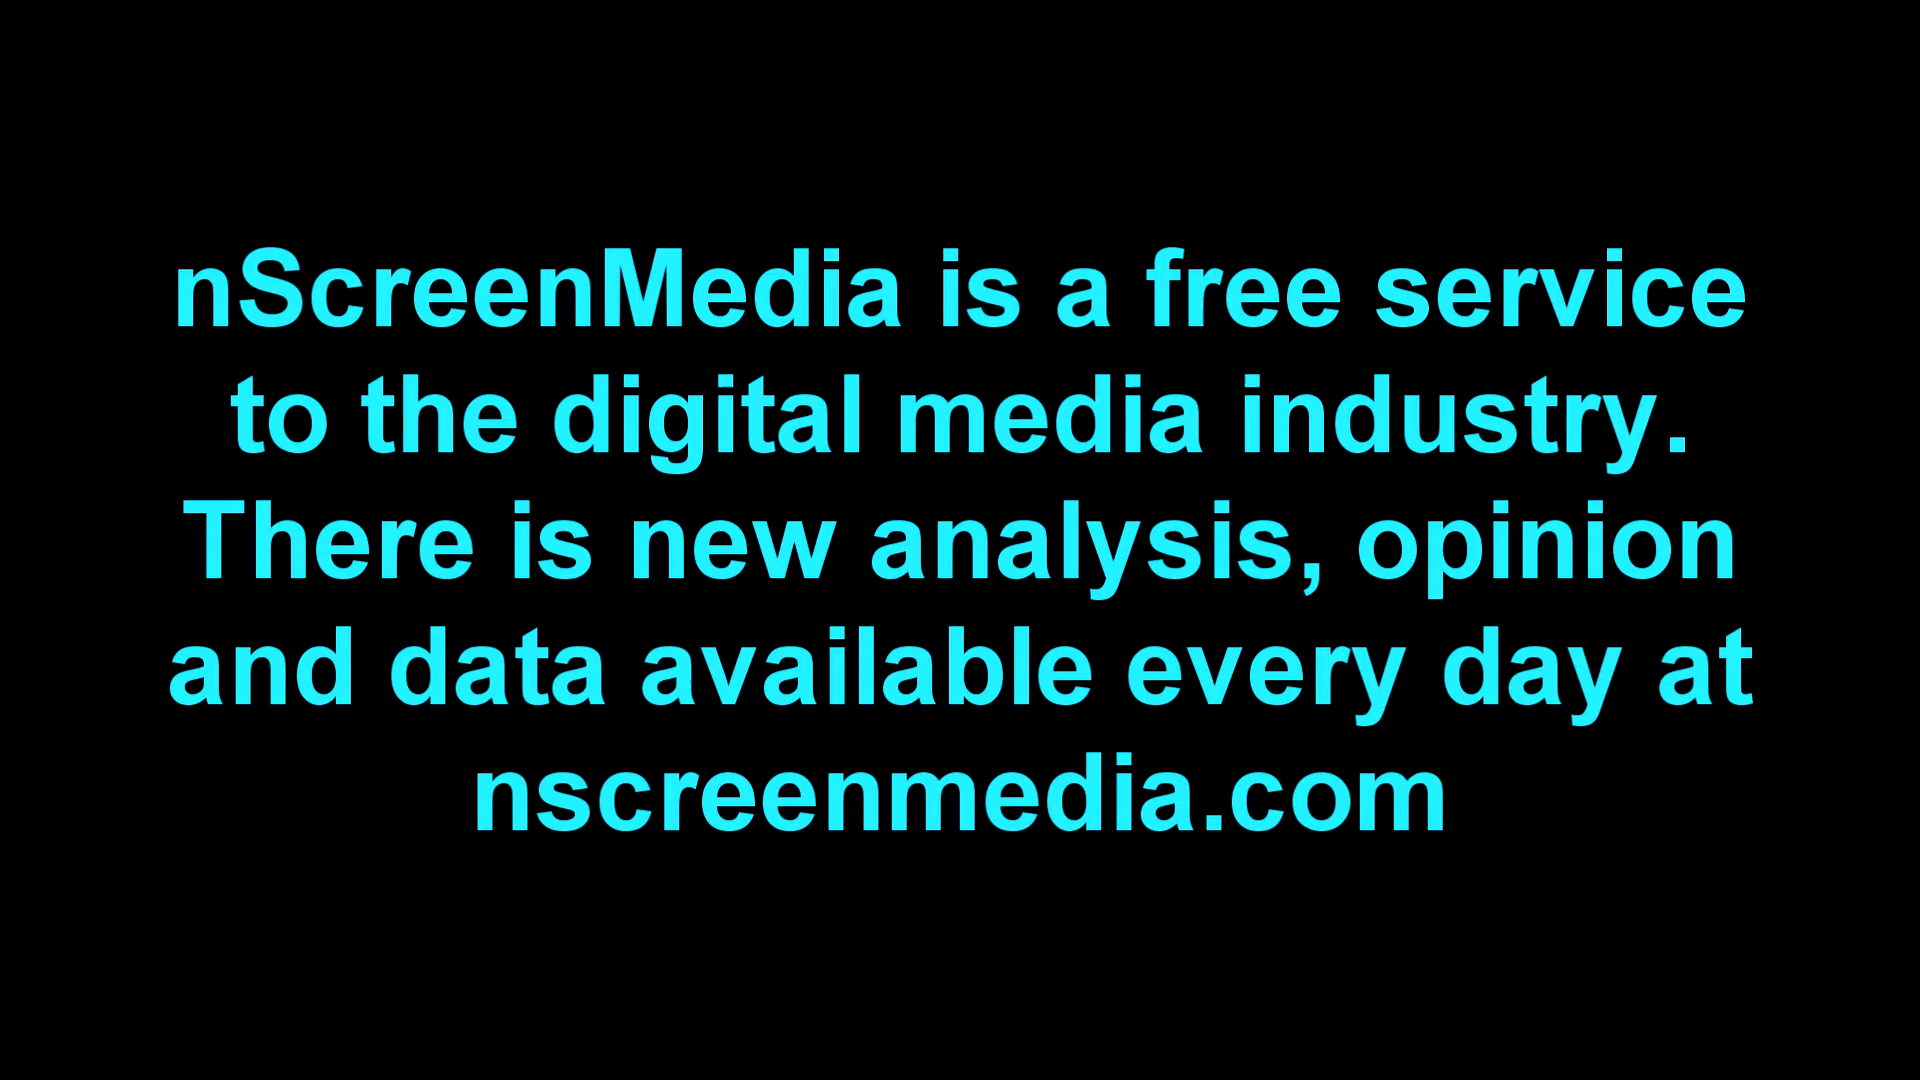 nScreenMedia is a free service
to the digital media industry.
There is new analysis, opinion
and data available every day at
nscreenmedia.com